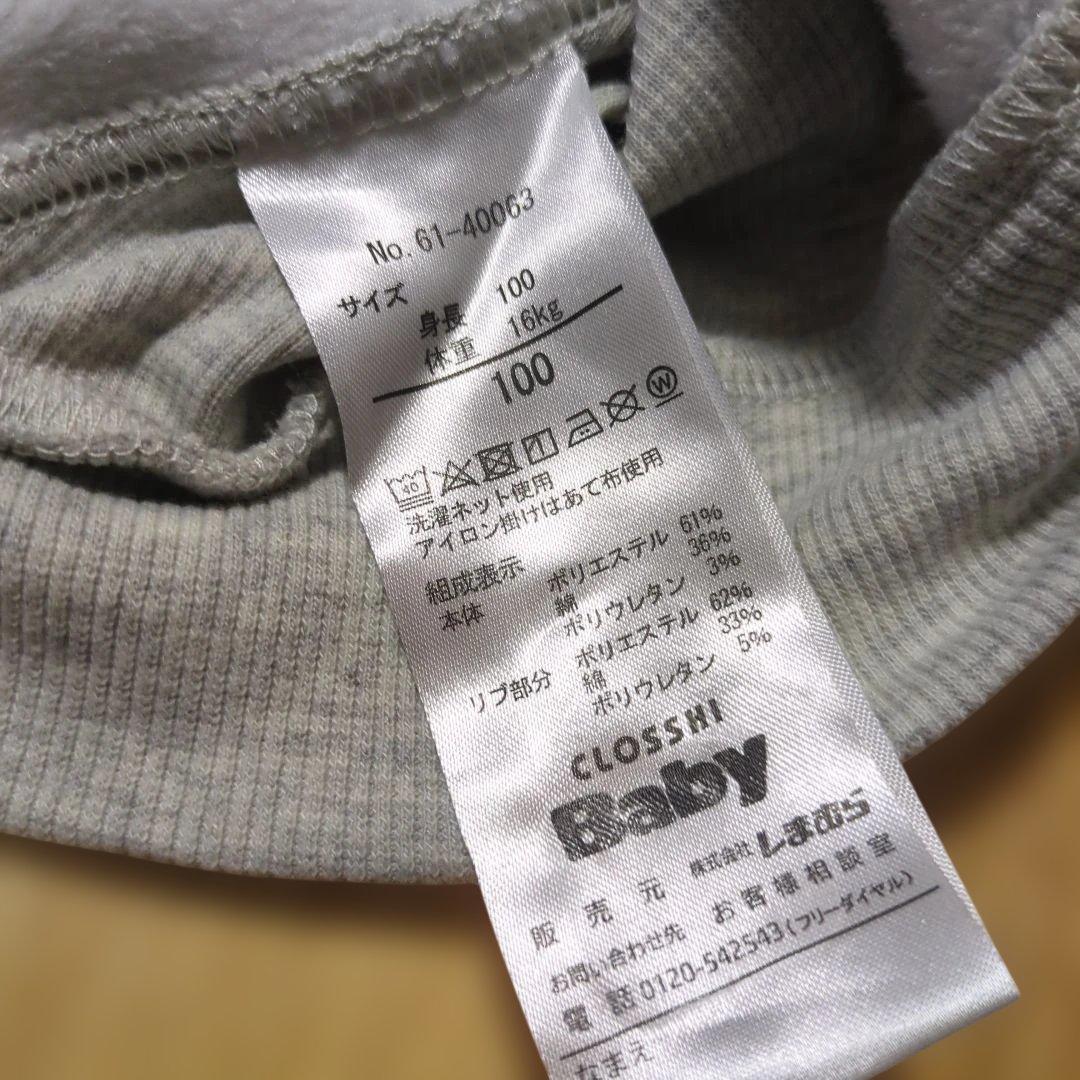 No. 61-40063
サイズ
身長 100
体重 16kg
100
40
W
洗濯ネット使用
アイロン掛けはあて布使用
組成表示
本体 ポリエステル 61%
綿 36%
ポリウレタン 3%
リブ部分 ポリエステル 62%
綿 33%
ポリウレタン 5%
CLOSSHI
Baby
販売元 株式会社しまむら
お問い合わせ先 お客様相談室
電話 0120-542543(フリーダイヤル)
なまえ